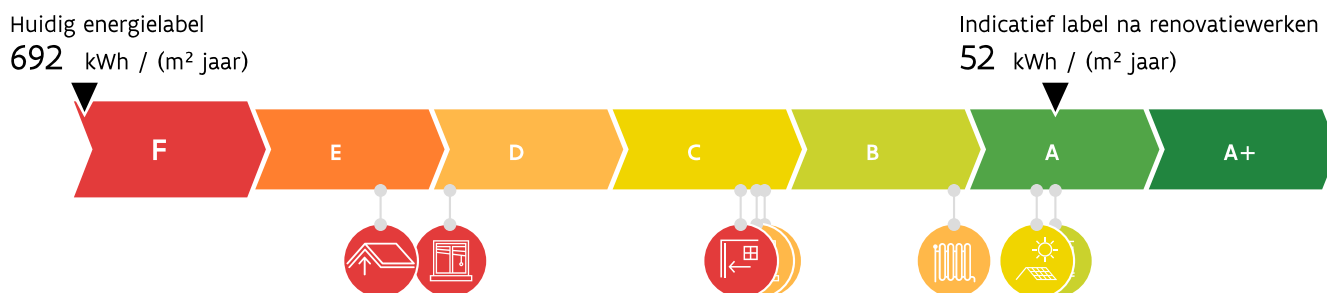 Huidig energielabel
692 kWh / (m² jaar)
Indicatief label na renovatiewerken
52 kWh / (m² jaar)
F E D C B A A+